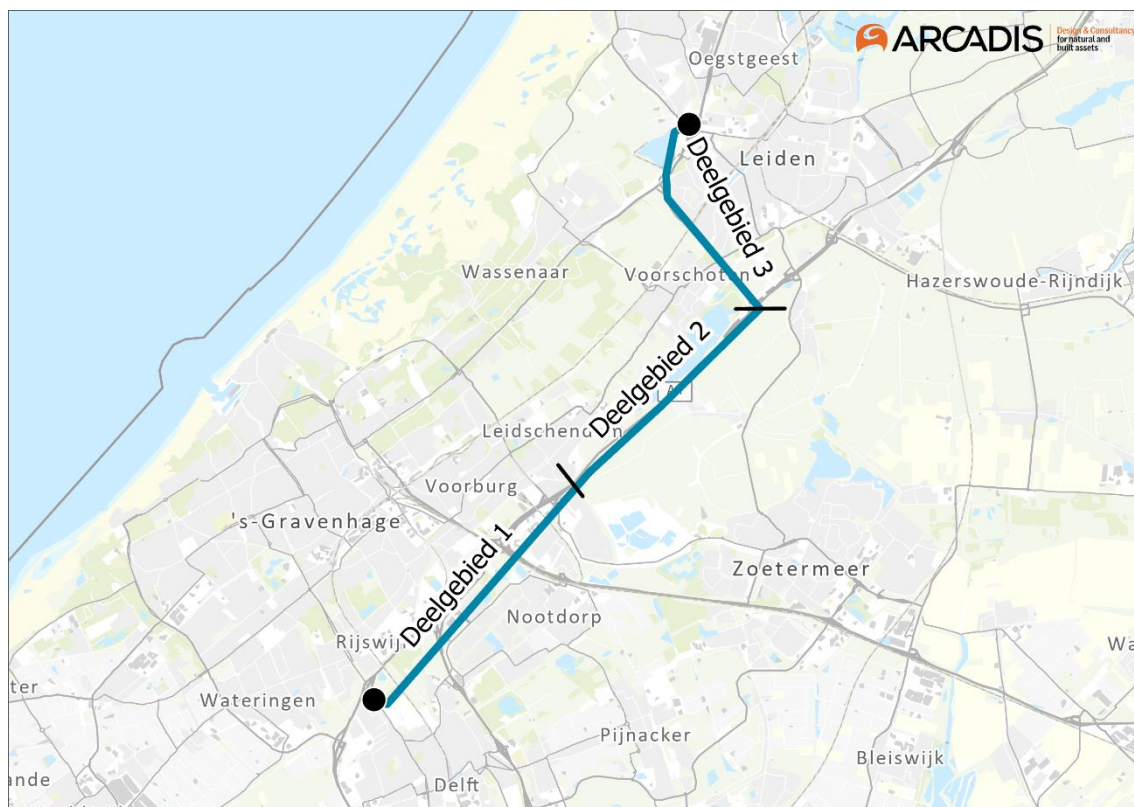 ARCADIS
Design & Consultancy
for natural and
built assets
Oegstgeest
Leiden
Deelgebied 3
Wassenaar
Voorschoten
Hazerswoude-Rijndijk
Deelgebied 2
Leidschendam
Voorburg
's-Gravenhage
Deelgebied 1
Zoetermeer
Nootdorp
Rijswijk
Wateringen
Pijnacker
Bleiswijk
Delft